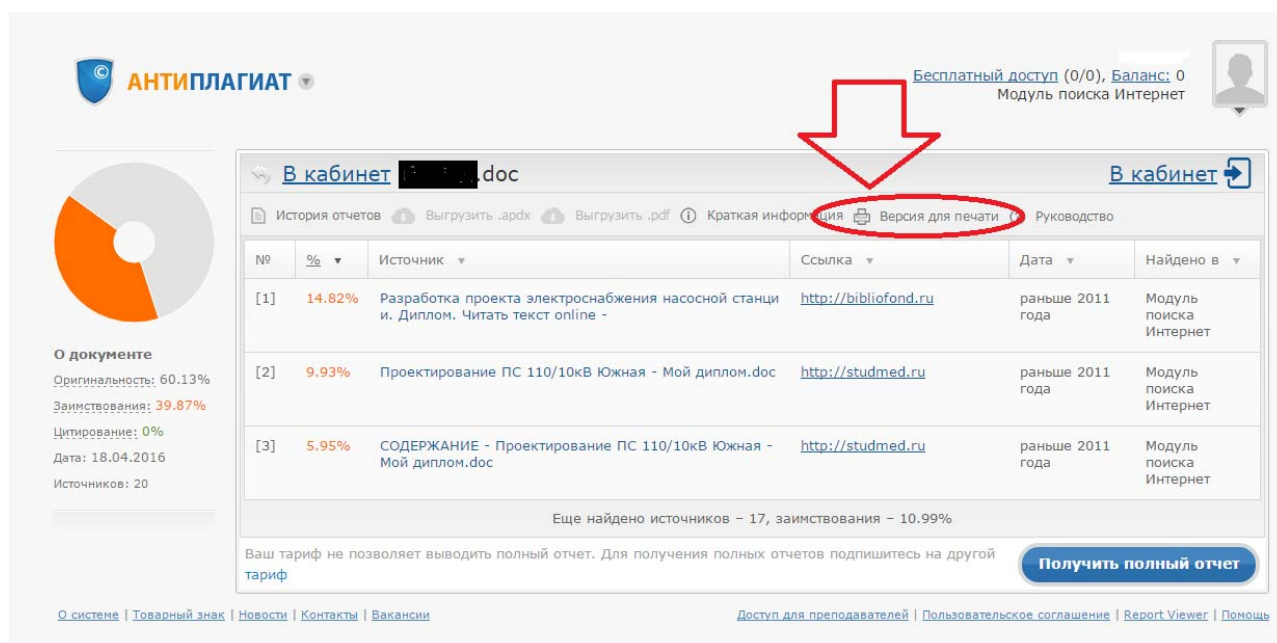 АНТИПЛАГИАТ
Бесплатный доступ (0/0), Баланс: 0
Модуль поиска Интернет
В кабинет .doc
В кабинет
История отчетов Выгрузить .apdx Выгрузить .pdf Краткая информация Версия для печати Руководство
№ % Источник Ссылка Дата Найдено в
[1] 14.82% Разработка проекта электроснабжения насосной станци http://bibliofond.ru раньше 2011 Модуль
и. Диплом. Читать текст online - года поиска
Интернет
[2] 9.93% Проектирование ПС 110/10кВ Южная - Мой диплом.doc http://studmed.ru раньше 2011 Модуль
года поиска
Интернет
[3] 5.95% СОДЕРЖАНИЕ - Проектирование ПС 110/10кВ Южная - http://studmed.ru раньше 2011 Модуль
Мой диплом.doc года поиска
Интернет
Еще найдено источников – 17, заимствования – 10.99%
Ваш тариф не позволяет выводить полный отчет. Для получения полных отчетов подпишитесь на другой
тариф
Получить полный отчет
О документе
Оригинальность: 60.13%
Заимствования: 39.87%
Цитирование: 0%
Дата: 18.04.2016
Источников: 20
О системе | Товарный знак | Новости | Контакты | Вакансии
Доступ для преподавателей | Пользовательское соглашение | Report Viewer | Помощь